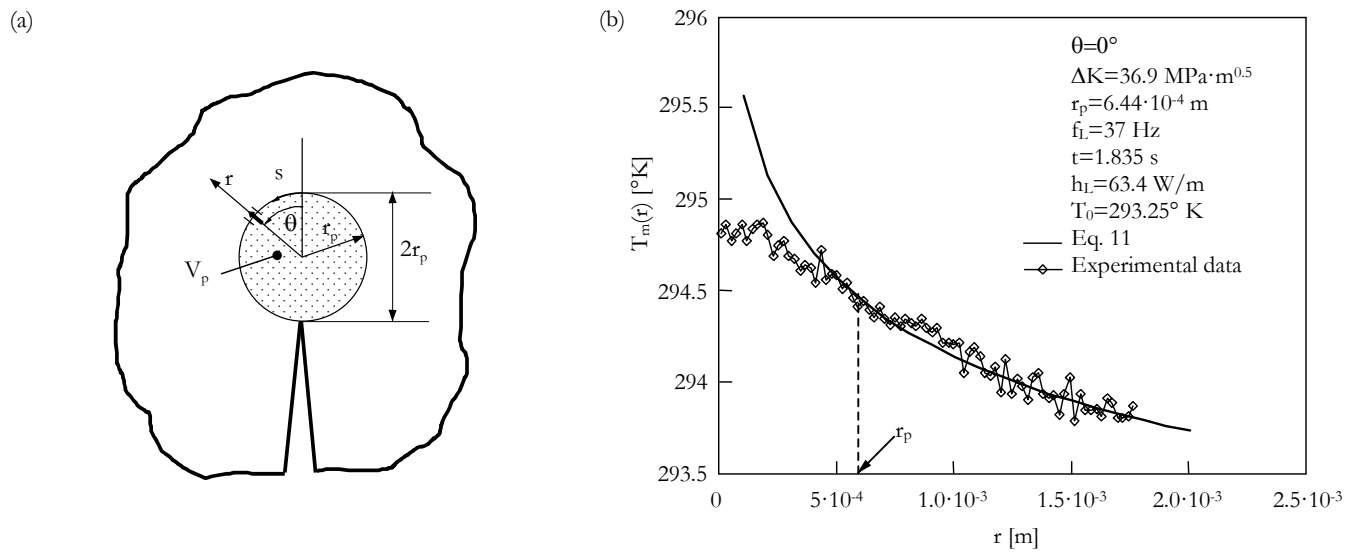 (a)
s
r
θ
r_p
2r_p
V_p
(b)
296
295.5
295
294.5
294
293.5
T_m(r) [°K]
θ=0°
ΔK=36.9 MPa·m^0.5
r_p=6.44·10^-4 m
f_L=37 Hz
t=1.835 s
h_L=63.4 W/m
T_0=293.25° K
Eq. 11
Experimental data
r_p
0
5·10^-4
1.0·10^-3
1.5·10^-3
2.0·10^-3
2.5·10^-3
r [m]